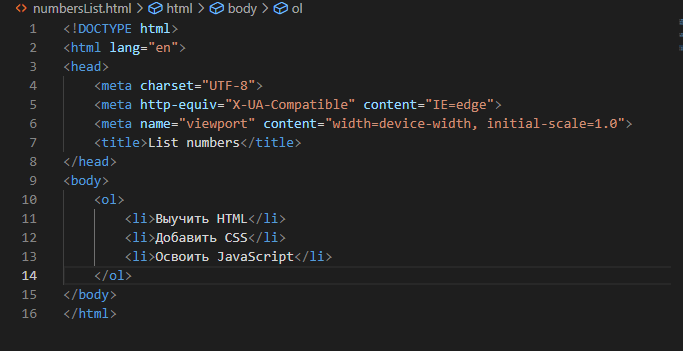 numbersList.html > html > body > ol
1 <!DOCTYPE html>
2 <html lang="en">
3 <head>
4     <meta charset="UTF-8">
5     <meta http-equiv="X-UA-Compatible" content="IE=edge">
6     <meta name="viewport" content="width=device-width, initial-scale=1.0">
7     <title>List numbers</title>
8 </head>
9 <body>
10     <ol>
11         <li>Выучить HTML</li>
12         <li>Добавить CSS</li>
13         <li>Освоить JavaScript</li>
14     </ol>
15 </body>
16 </html>